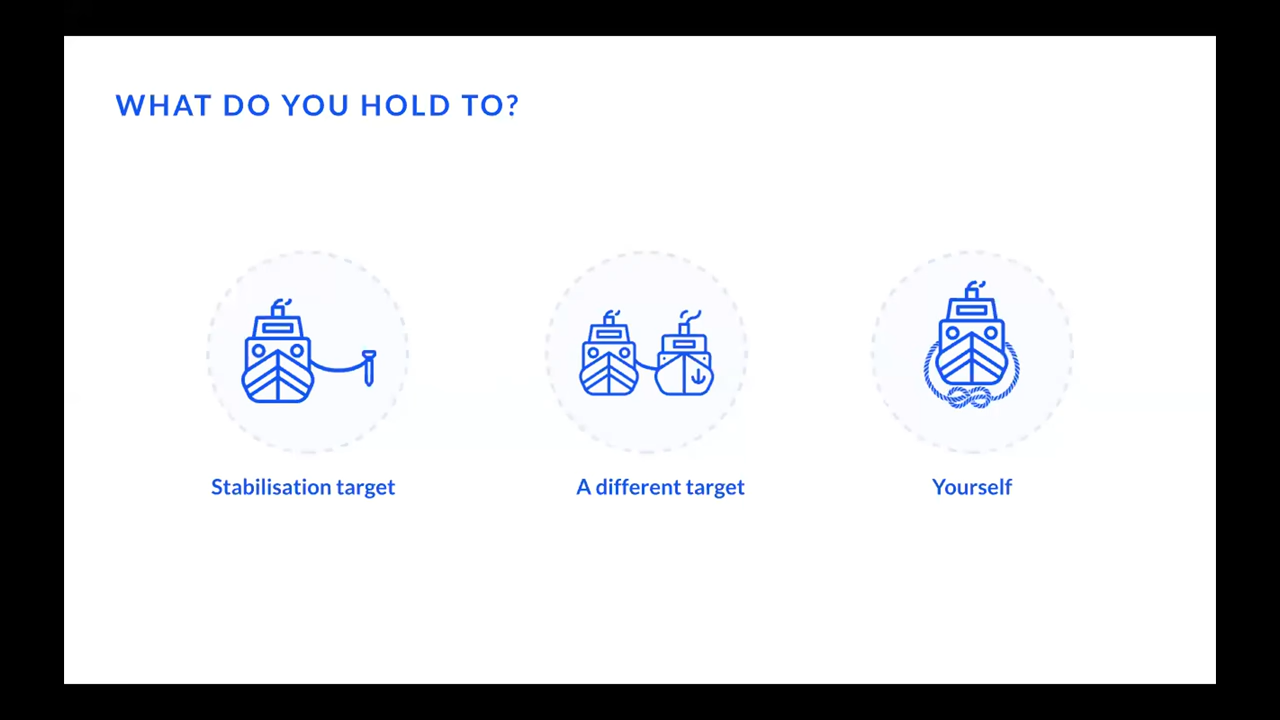 WHAT DO YOU HOLD TO?
Stabilisation target
A different target
Yourself